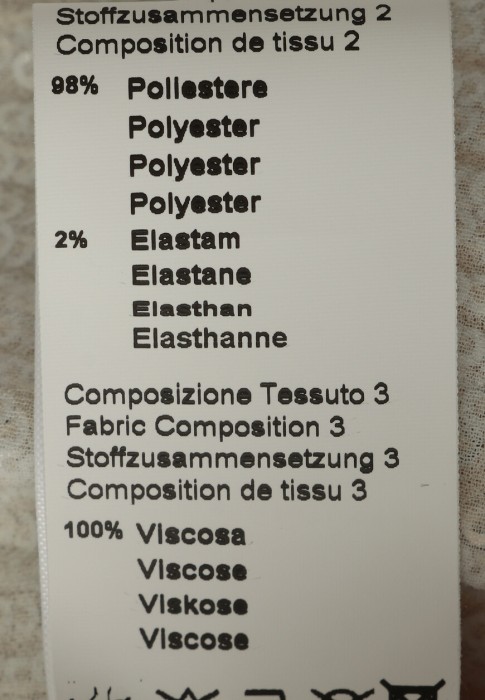 Stoffzusammensetzung 2
Composition de tissu 2
98% Poliestere
Polyester
Polyester
Polyester
2% Elastam
Elastane
Elasthan
Elasthanne
Composizione Tessuto 3
Fabric Composition 3
Stoffzusammensetzung 3
Composition de tissu 3
100% Viscosa
Viscose
Viskose
Viscose